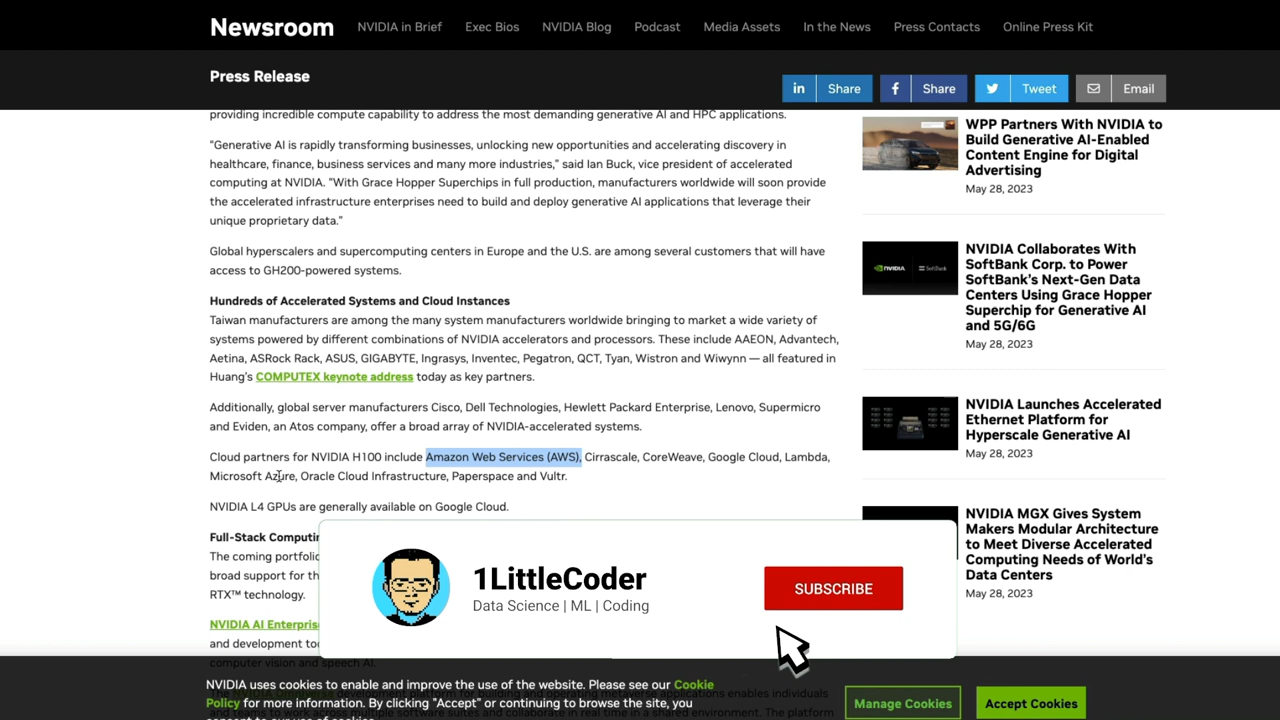 Newsroom
NVIDIA in Brief
Exec Bios
NVIDIA Blog
Podcast
Media Assets
In the News
Press Contacts
Online Press Kit
Press Release
in Share
f Share
Tweet
Email
providing incredible compute capability to address the most demanding generative AI and HPC applications.
“Generative AI is rapidly transforming businesses, unlocking new opportunities and accelerating discovery in
healthcare, finance, business services and many more industries,” said Ian Buck, vice president of accelerated
computing at NVIDIA. “With Grace Hopper Superchips in full production, manufacturers worldwide will soon provide
the accelerated infrastructure enterprises need to build and deploy generative AI applications that leverage their
unique proprietary data.”
Global hyperscalers and supercomputing centers in Europe and the U.S. are among several customers that will have
access to GH200-powered systems.
Hundreds of Accelerated Systems and Cloud Instances
Taiwan manufacturers are among the many system manufacturers worldwide bringing to market a wide variety of
systems powered by different combinations of NVIDIA accelerators and processors. These include AAEON, Advantech,
Aetina, ASRock Rack, ASUS, GIGABYTE, Ingrasys, Inventec, Pegatron, QCT, Tyan, Wistron and Wiwynn — all featured in
Huang’s COMPUTEX keynote address today as key partners.
Additionally, global server manufacturers Cisco, Dell Technologies, Hewlett Packard Enterprise, Lenovo, Supermicro
and Eviden, an Atos company, offer a broad array of NVIDIA-accelerated systems.
Cloud partners for NVIDIA H100 include Amazon Web Services (AWS), Cirrascale, CoreWeave, Google Cloud, Lambda,
Microsoft Azure, Oracle Cloud Infrastructure, Paperspace and Vultr.
NVIDIA L4 GPUs are generally available on Google Cloud.
Full-Stack Computin
The coming portfolio
broad support for th
RTX™ technology.
NVIDIA AI Enterpris
and development too
computer vision and speech AI.
WPP Partners With NVIDIA to
Build Generative AI-Enabled
Content Engine for Digital
Advertising
May 28, 2023
NVIDIA
SoftBank
NVIDIA Collaborates With
SoftBank Corp. to Power
SoftBank’s Next-Gen Data
Centers Using Grace Hopper
Superchip for Generative AI
and 5G/6G
May 28, 2023
NVIDIA Launches Accelerated
Ethernet Platform for
Hyperscale Generative AI
May 28, 2023
NVIDIA MGX Gives System
Makers Modular Architecture
to Meet Diverse Accelerated
Computing Needs of World’s
Data Centers
May 28, 2023
1LittleCoder
Data Science | ML | Coding
SUBSCRIBE
NVIDIA uses cookies to enable and improve the use of the website. Please see our Cookie
Policy for more information. By clicking “Accept” or continuing to browse the site, you
Manage Cookies
Accept Cookies